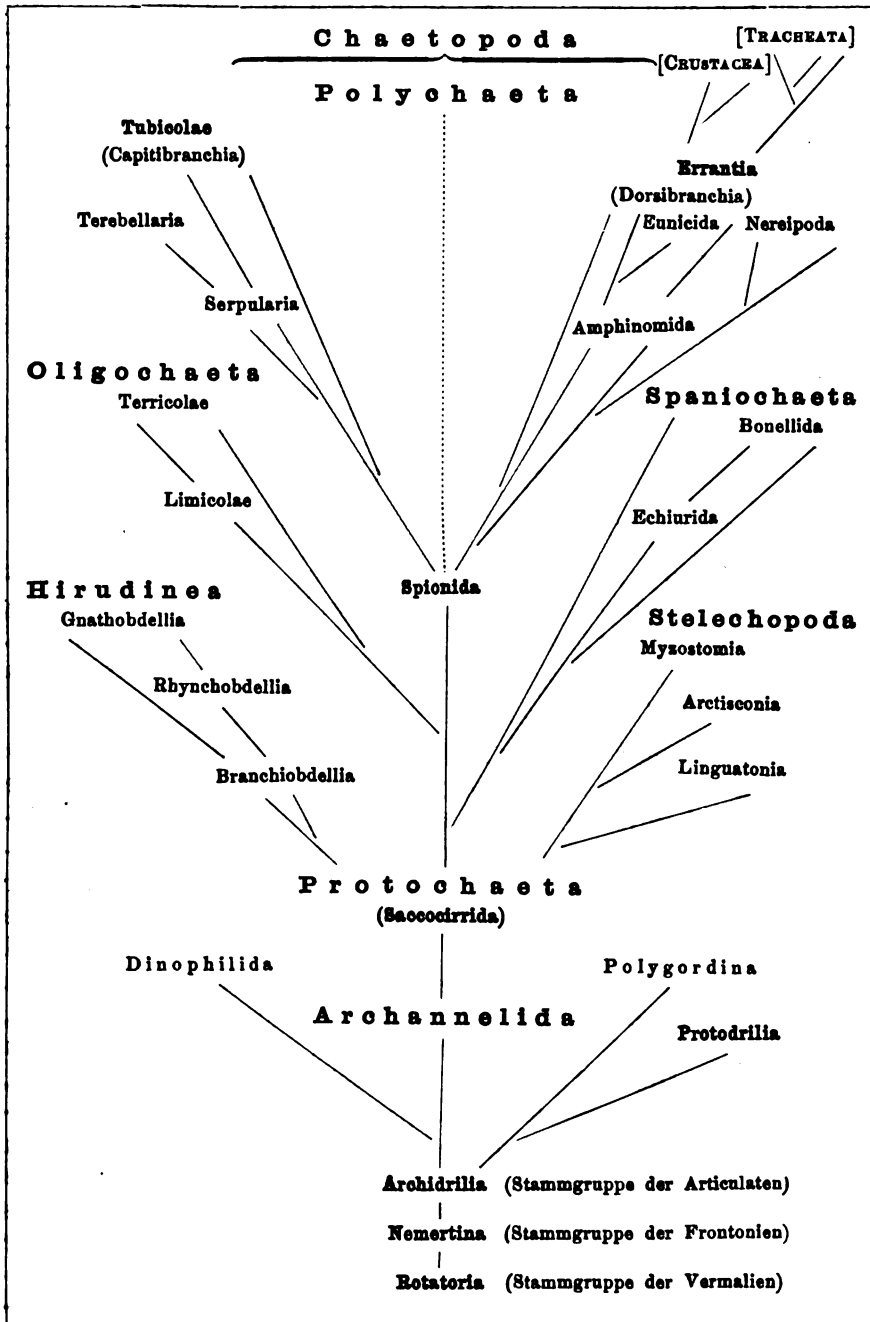 Chaetopoda
[TRACHEATA]
[CRUSTACEA]
Polychaeta
Tubicolae
(Capitibranchia)
Errantia
(Dorsibranchia)
Terebellaria
Eunicida
Nereipoda
Serpularia
Amphinomida
Oligochaeta
Terricolae
Spaniochaeta
Bonellida
Limicolae
Echiurida
Spionida
Hirudinea
Gnathobdellia
Stelechopoda
Myzostomia
Rhynchobdellia
Arctisconia
Branchiobdellia
Linguatonia
Protochaeta
(Saccocirrida)
Dinophilida
Polygordina
Archannelida
Protodrilia
Archidrilia (Stammgruppe der Articulaten)
Nemertina (Stammgruppe der Frontonien)
Rotatoria (Stammgruppe der Vermalien)